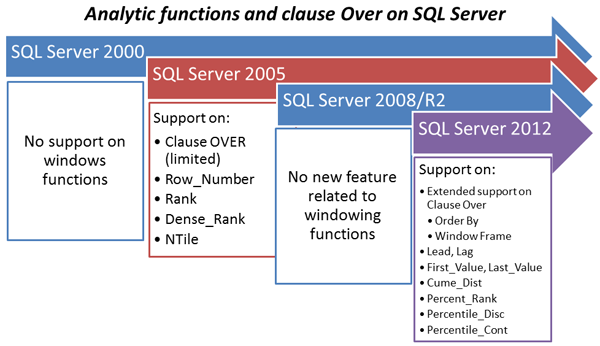 Analytic functions and clause Over on SQL Server
SQL Server 2000
No support on
windows
functions
SQL Server 2005
Support on:
• Clause OVER
(limited)
• Row_Number
• Rank
• Dense_Rank
• NTile
SQL Server 2008/R2
No new feature
related to
windowing
functions
SQL Server 2012
Support on:
• Extended support on
Clause Over
• Order By
• Window Frame
• Lead, Lag
• First_Value, Last_Value
• Cume_Dist
• Percent_Rank
• Percentile_Disc
• Percentile_Cont